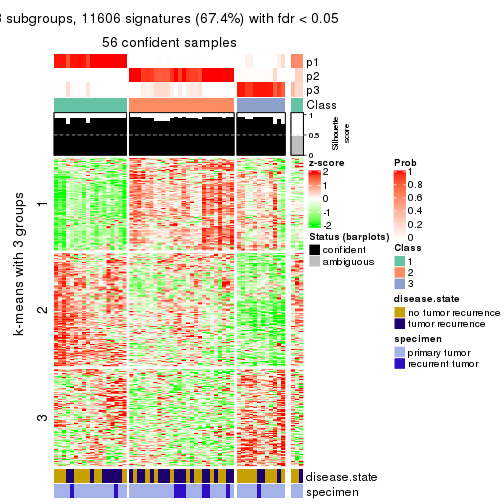 3 subgroups, 11606 signatures (67.4%) with fdr < 0.05
56 confident samples
p1
p2
p3
Class
1
0.5
0
Silhouette
score
k-means with 3 groups
1
2
3
z-score
2
1
0
-1
-2
Status (barplots)
confident
ambiguous
Prob
1
0.8
0.6
0.4
0.2
0
Class
1
2
3
disease.state
no tumor recurrence
tumor recurrence
specimen
primary tumor
recurrent tumor
disease.state
specimen